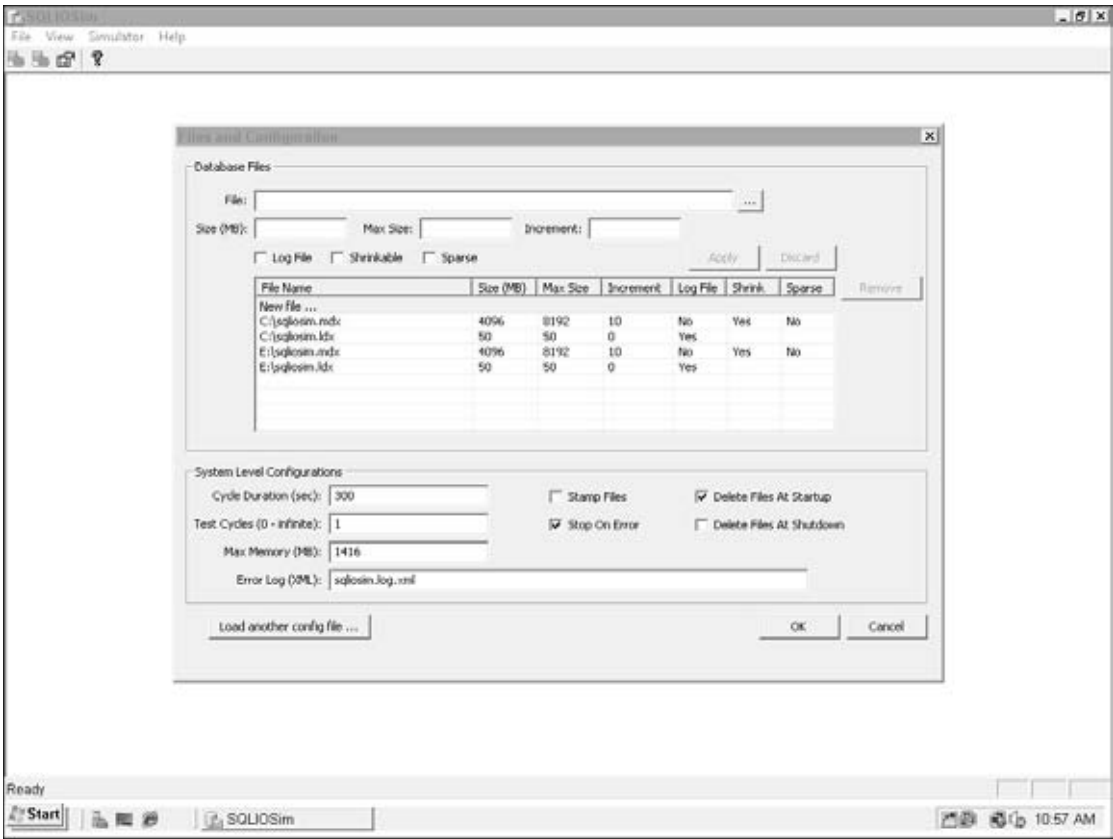 SQLIOSim
File View Simulator Help
Files and Configuration
Database Files
File:
...
Size (MB): Max Size: Increment:
Log File Shrinkable Sparse Apply Discard
File Name Size (MB) Max Size Increment Log File Shrink Sparse Remove
New file ...
C:\sqliosim.mdx 4096 8192 10 No Yes No
C:\sqliosim.ldx 50 50 0 Yes
E:\sqliosim.mdx 4096 8192 10 No Yes No
E:\sqliosim.ldx 50 50 0 Yes
System Level Configurations
Cycle Duration (sec): 300 Stamp Files Delete Files At Startup
Test Cycles (0 - infinite): 1 Stop On Error Delete Files At Shutdown
Max Memory (MB): 1416
Error Log (XML): sqliosim.log.xml
Load another config file ... OK Cancel
Ready
Start SQLIOSim 10:57 AM